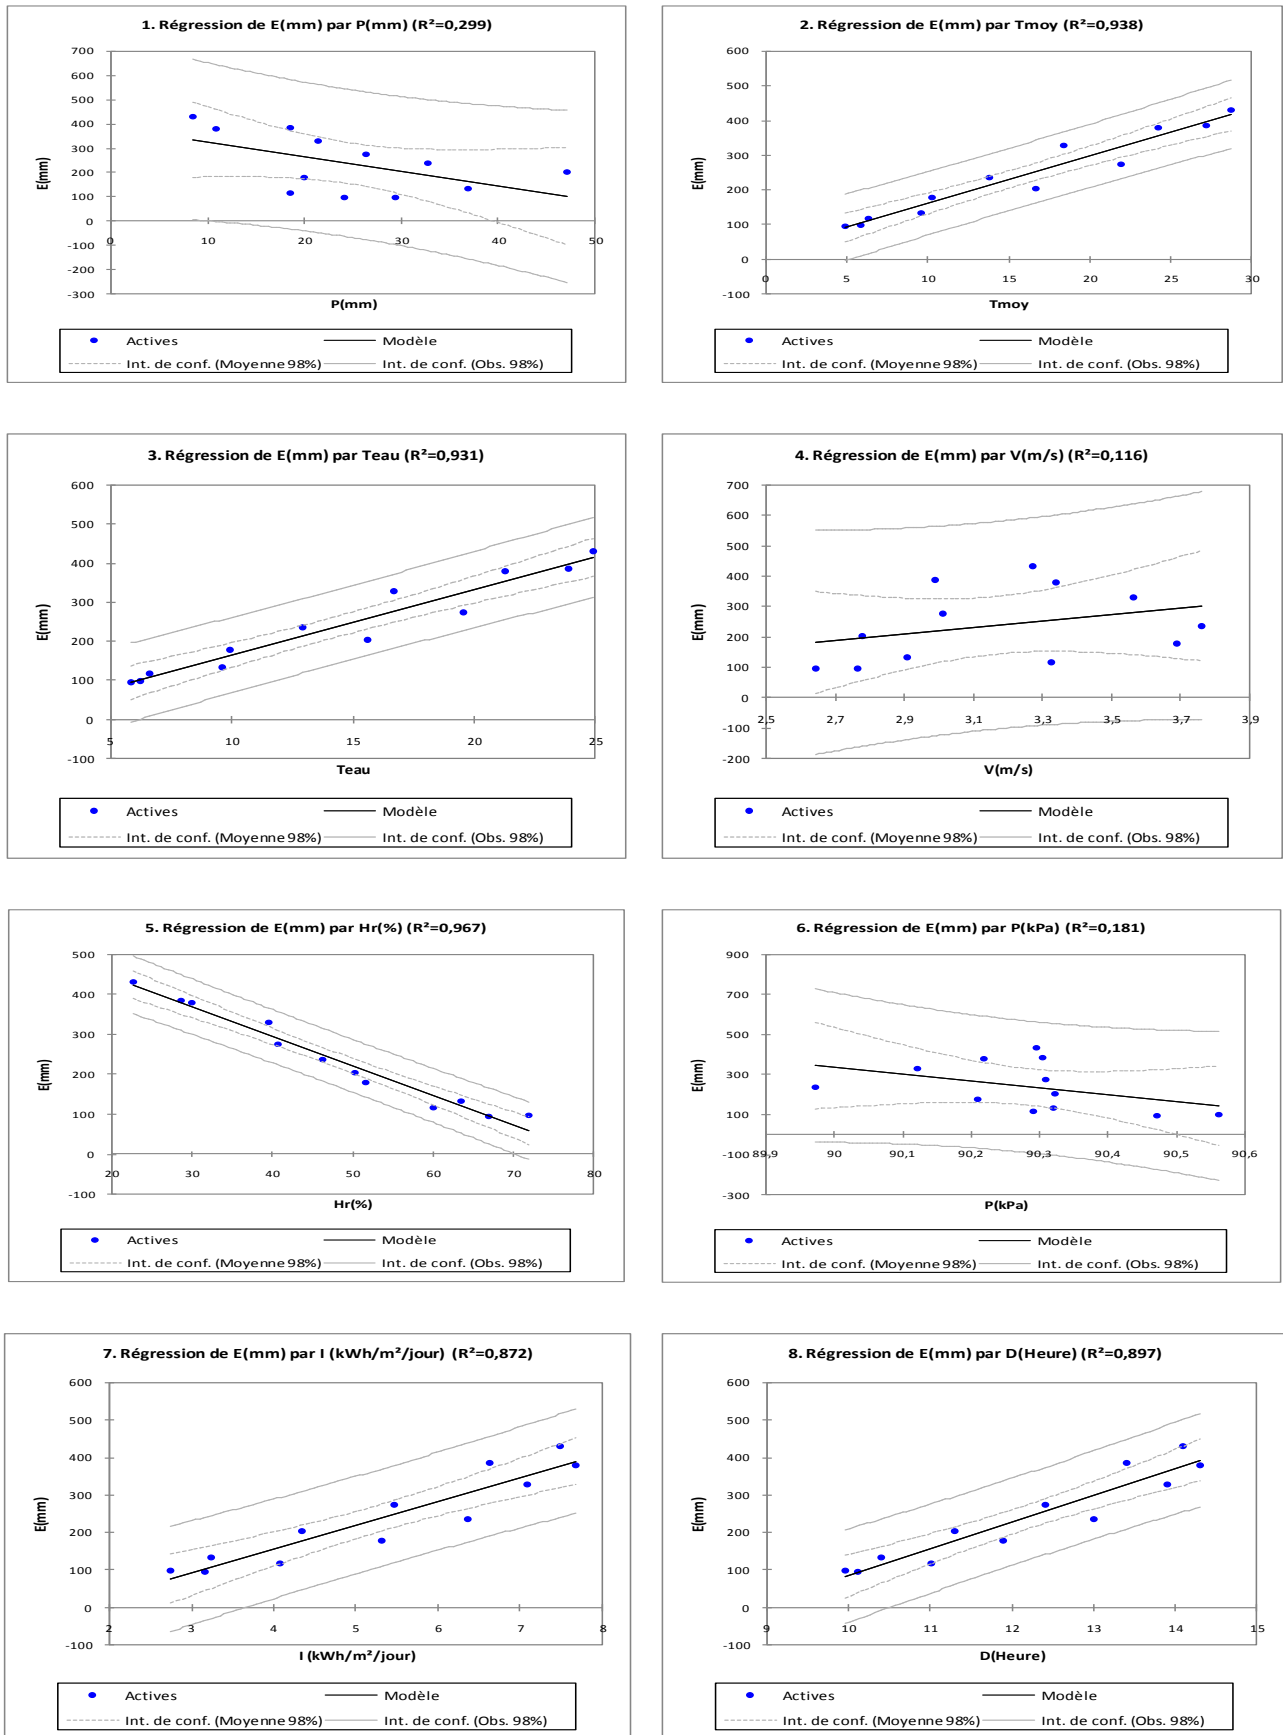 1. Régression de E(mm) par P(mm) (R²=0,299)
700
600
500
400
300
200
100
0
-100
-200
-300
0 10 20 30 40 50
E(mm)
P(mm)
Actives Modèle
Int. de conf. (Moyenne 98%) Int. de conf. (Obs. 98%)
2. Régression de E(mm) par Tmoy (R²=0,938)
600
500
400
300
200
100
0
-100
0 5 10 15 20 25 30
E(mm)
Tmoy
Actives Modèle
Int. de conf. (Moyenne 98%) Int. de conf. (Obs. 98%)
3. Régression de E(mm) par Teau (R²=0,931)
600
500
400
300
200
100
0
-100
5 10 15 20 25
E(mm)
Teau
Actives Modèle
Int. de conf. (Moyenne 98%) Int. de conf. (Obs. 98%)
4. Régression de E(mm) par V(m/s) (R²=0,116)
700
600
500
400
300
200
100
0
-100
-200
2,5 2,7 2,9 3,1 3,3 3,5 3,7 3,9
E(mm)
V(m/s)
Actives Modèle
Int. de conf. (Moyenne 98%) Int. de conf. (Obs. 98%)
5. Régression de E(mm) par Hr(%) (R²=0,967)
500
400
300
200
100
0
-100
20 30 40 50 60 70 80
E(mm)
Hr(%)
Actives Modèle
Int. de conf. (Moyenne 98%) Int. de conf. (Obs. 98%)
6. Régression de E(mm) par P(kPa) (R²=0,181)
900
700
500
300
100
-100
-300
89,9 90 90,1 90,2 90,3 90,4 90,5 90,6
E(mm)
P(kPa)
Actives Modèle
Int. de conf. (Moyenne 98%) Int. de conf. (Obs. 98%)
7. Régression de E(mm) par I (kWh/m²/jour) (R²=0,872)
600
500
400
300
200
100
0
-100
2 3 4 5 6 7 8
E(mm)
I (kWh/m²/jour)
Actives Modèle
Int. de conf. (Moyenne 98%) Int. de conf. (Obs. 98%)
8. Régression de E(mm) par D(Heure) (R²=0,897)
600
500
400
300
200
100
0
-100
9 10 11 12 13 14 15
E(mm)
D(Heure)
Actives Modèle
Int. de conf. (Moyenne 98%) Int. de conf. (Obs. 98%)